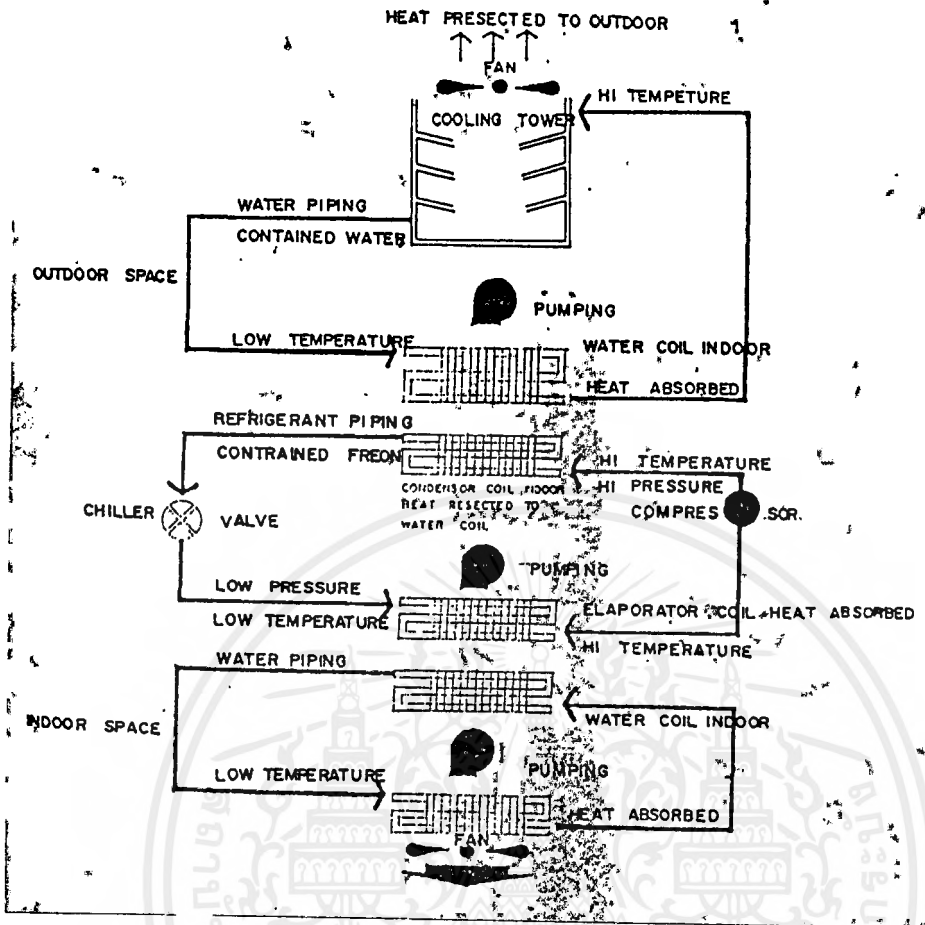 HEAT PRESECTED TO OUTDOOR
1
FAN
HI TEMPETURE
COOLING TOWER
WATER PIPING
CONTAINED WATER
OUTDOOR SPACE
PUMPING
LOW TEMPERATURE
WATER COIL INDOOR
HEAT ABSORBED
REFRIGERANT PIPING
CONTRAINED FREON
HI TEMPERATURE
HI PRESSURE
CONDENSOR COIL INDOOR
HEAT RESECTED TO
WATER COIL
COMPRES SOR.
CHILLER VALVE
PUMPING
LOW PRESSURE
LOW TEMPERATURE
ELAPORATOR COIL HEAT ABSORBED
HI TEMPERATURE
WATER PIPING
INDOOR SPACE
WATER COIL INDOOR
LOW TEMPERATURE
PUMPING
HEAT ABSORBED
FAN